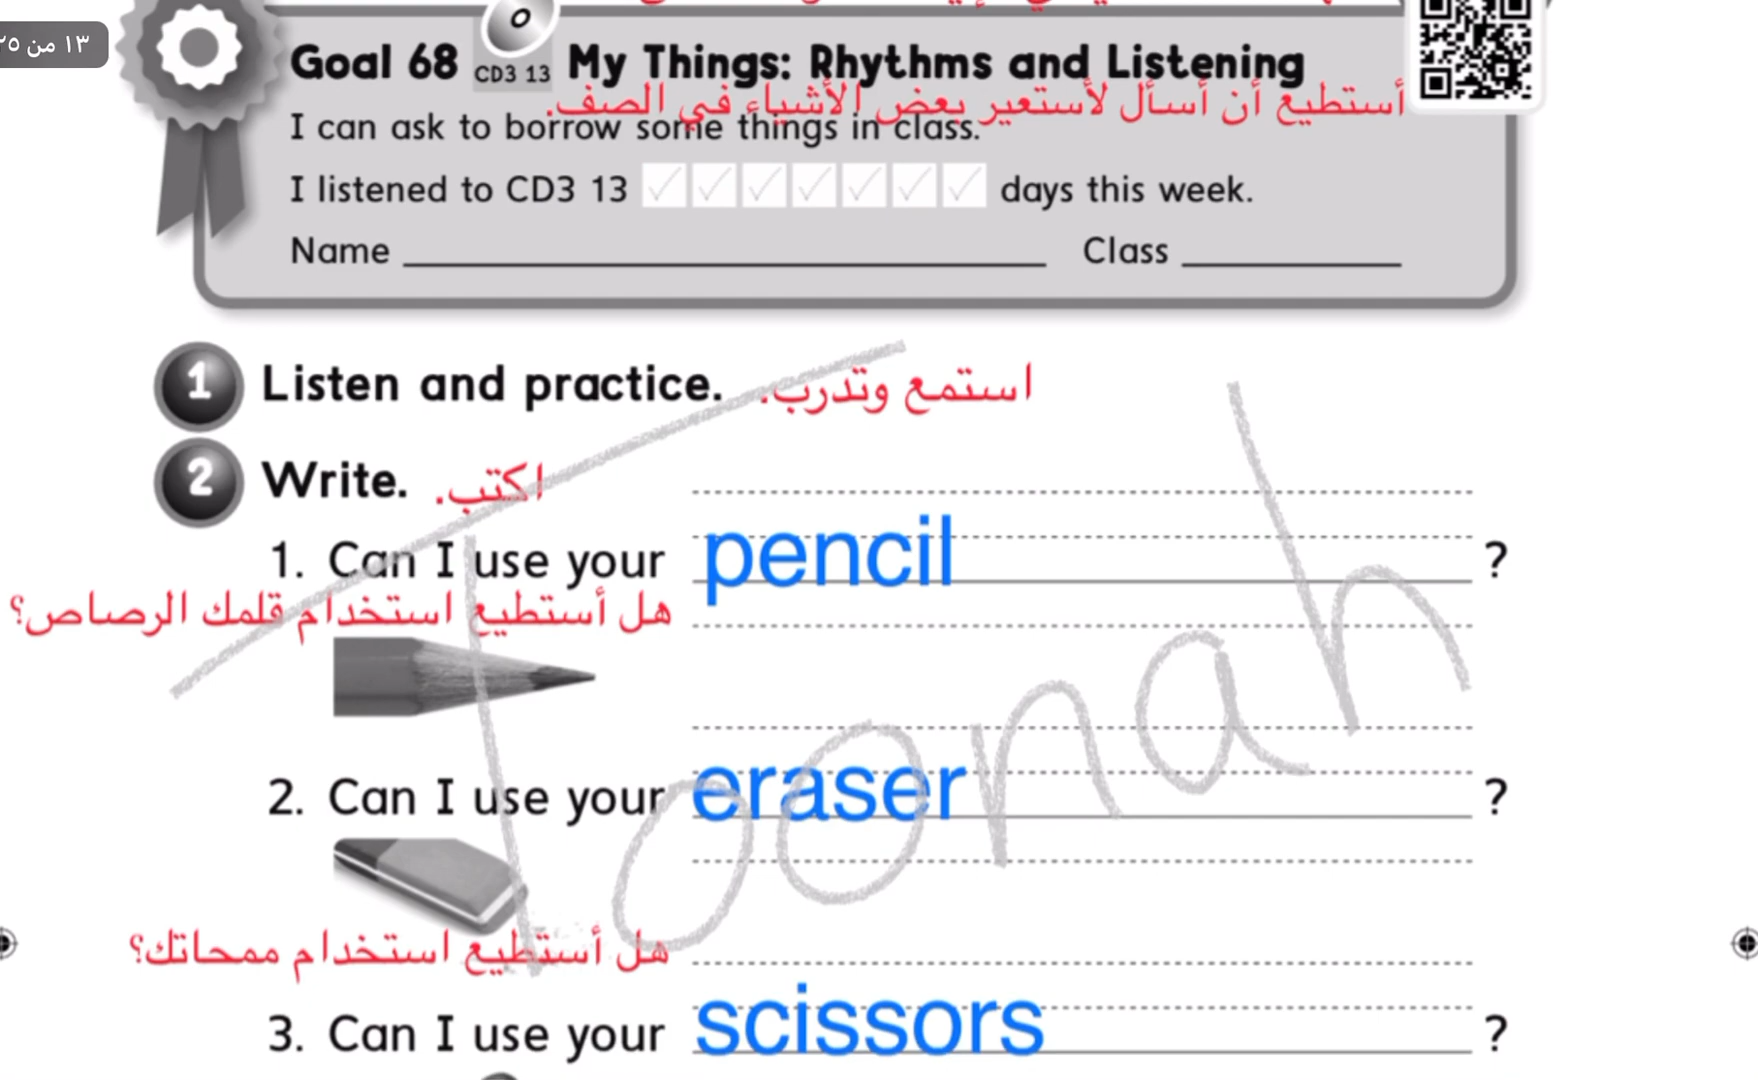 ١٣ من ٢٥
Goal 68 CD3 13 My Things: Rhythms and Listening
أستطيع أن أسأل لأستعير بعض الأشياء في الصف.
I can ask to borrow some things in class.
I listened to CD3 13 days this week.
Name Class
1 Listen and practice. استمع وتدرب.
2 Write. اكتب.
1. Can I use your pencil ?
هل أستطيع استخدام قلمك الرصاص؟
2. Can I use your eraser ?
Toonah
هل أستطيع استخدام ممحاتك؟
3. Can I use your scissors ?